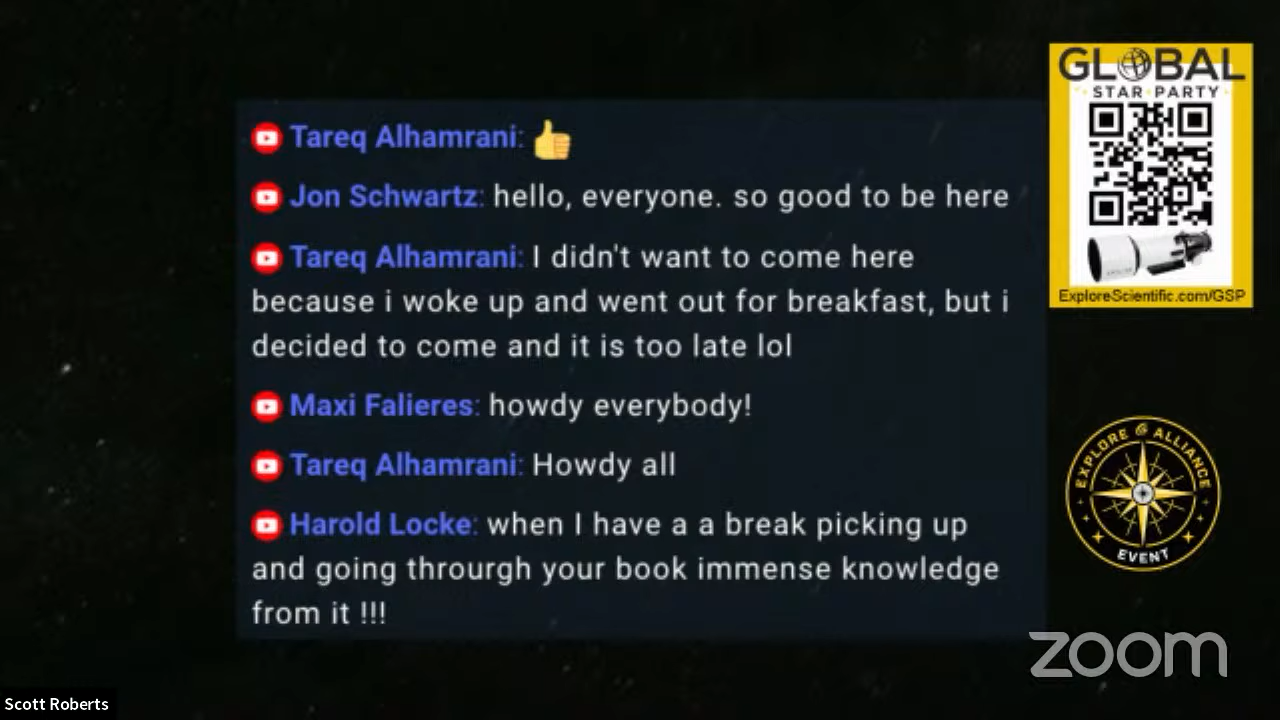 Tareq Alhamrani: 👍
Jon Schwartz: hello, everyone. so good to be here
Tareq Alhamrani: I didn't want to come here
because i woke up and went out for breakfast, but i
decided to come and it is too late lol
Maxi Falieres: howdy everybody!
Tareq Alhamrani: Howdy all
Harold Locke: when I have a a break picking up
and going throurgh your book immense knowledge
from it !!!
GLOBAL
STAR PARTY
ExploreScientific.com/GSP
EXPLORE ALLIANCE
EVENT
zoom
Scott Roberts